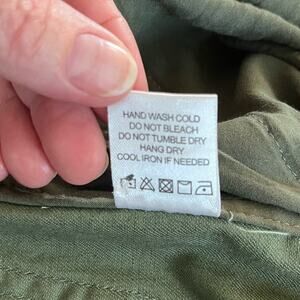 HAND WASH COLD
DO NOT BLEACH
DO NOT TUMBLE DRY
HANG DRY
COOL IRON IF NEEDED